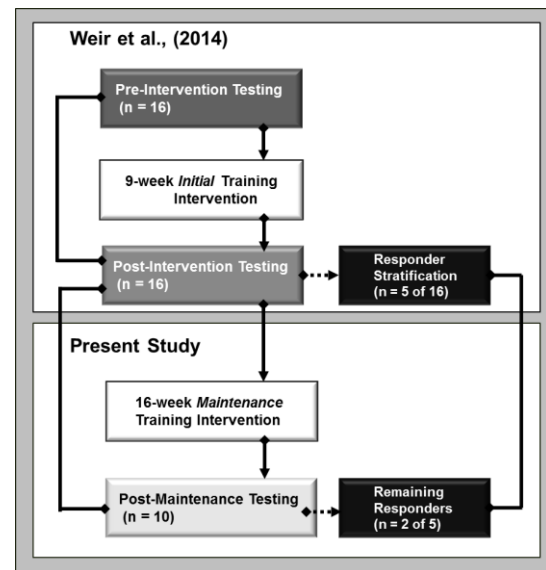 Weir et al., (2014)
Pre-Intervention Testing
(n = 16)
9-week Initial Training
Intervention
Post-Intervention Testing
(n = 16)
Responder
Stratification
(n = 5 of 16)
Present Study
16-week Maintenance
Training Intervention
Post-Maintenance Testing
(n = 10)
Remaining
Responders
(n = 2 of 5)